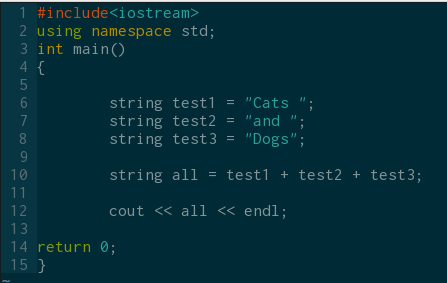 1 #include<iostream>
2 using namespace std;
3 int main()
4 {
5
6         string test1 = "Cats ";
7         string test2 = "and ";
8         string test3 = "Dogs";
9
10         string all = test1 + test2 + test3;
11
12         cout << all << endl;
13
14 return 0;
15 }
~